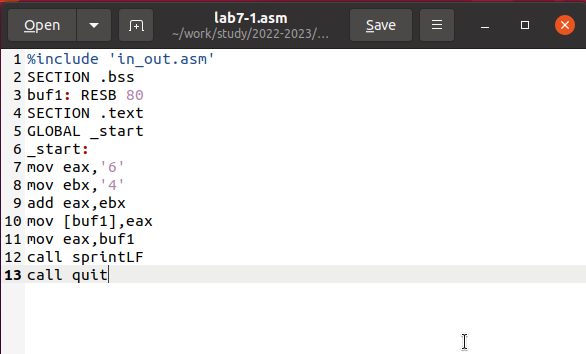 Open lab7-1.asm Save
~/work/study/2022-2023/...
1 %include 'in_out.asm'
2 SECTION .bss
3 buf1: RESB 80
4 SECTION .text
5 GLOBAL _start
6 _start:
7 mov eax,'6'
8 mov ebx,'4'
9 add eax,ebx
10 mov [buf1],eax
11 mov eax,buf1
12 call sprintLF
13 call quit